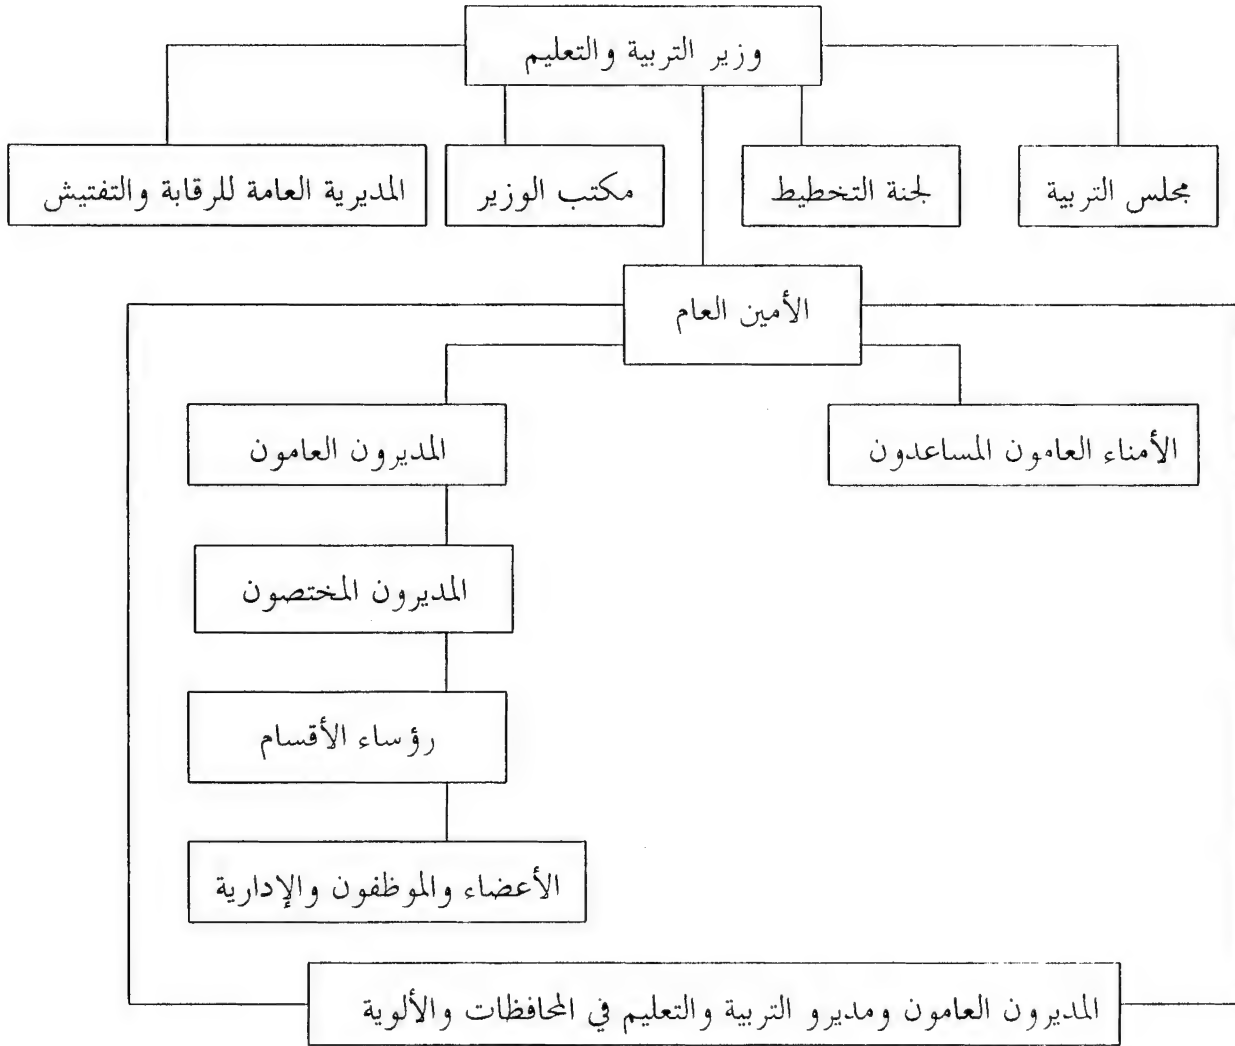 وزير التربية والتعليم
مجلس التربية
لجنة التخطيط
مكتب الوزير
المديرية العامة للرقابة والتفتيش
الأمين العام
الأمناء العامون المساعدون
المديرون العامون
المديرون المختصون
رؤساء الأقسام
الأعضاء والموظفون والإدارية
المديرون العامون ومديرو التربية والتعليم في المحافظات والألوية